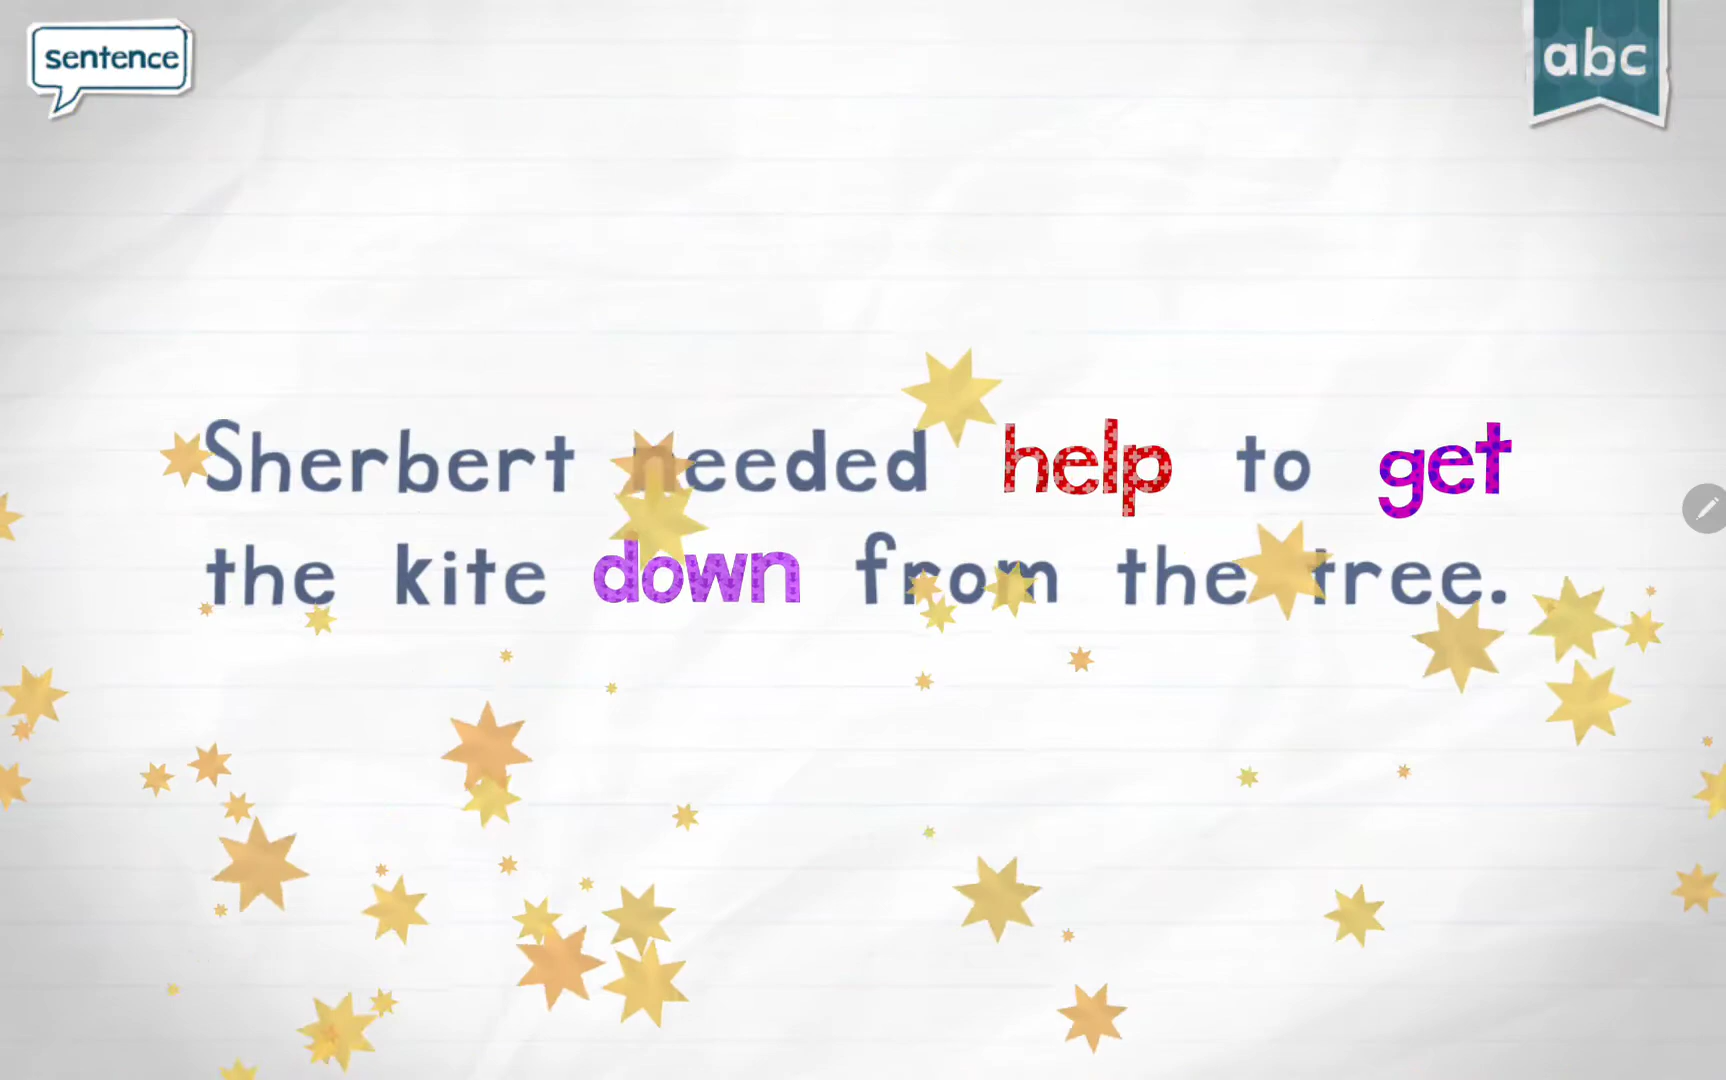 sentence
abc
Sherbert needed help to get
the kite down from the tree.